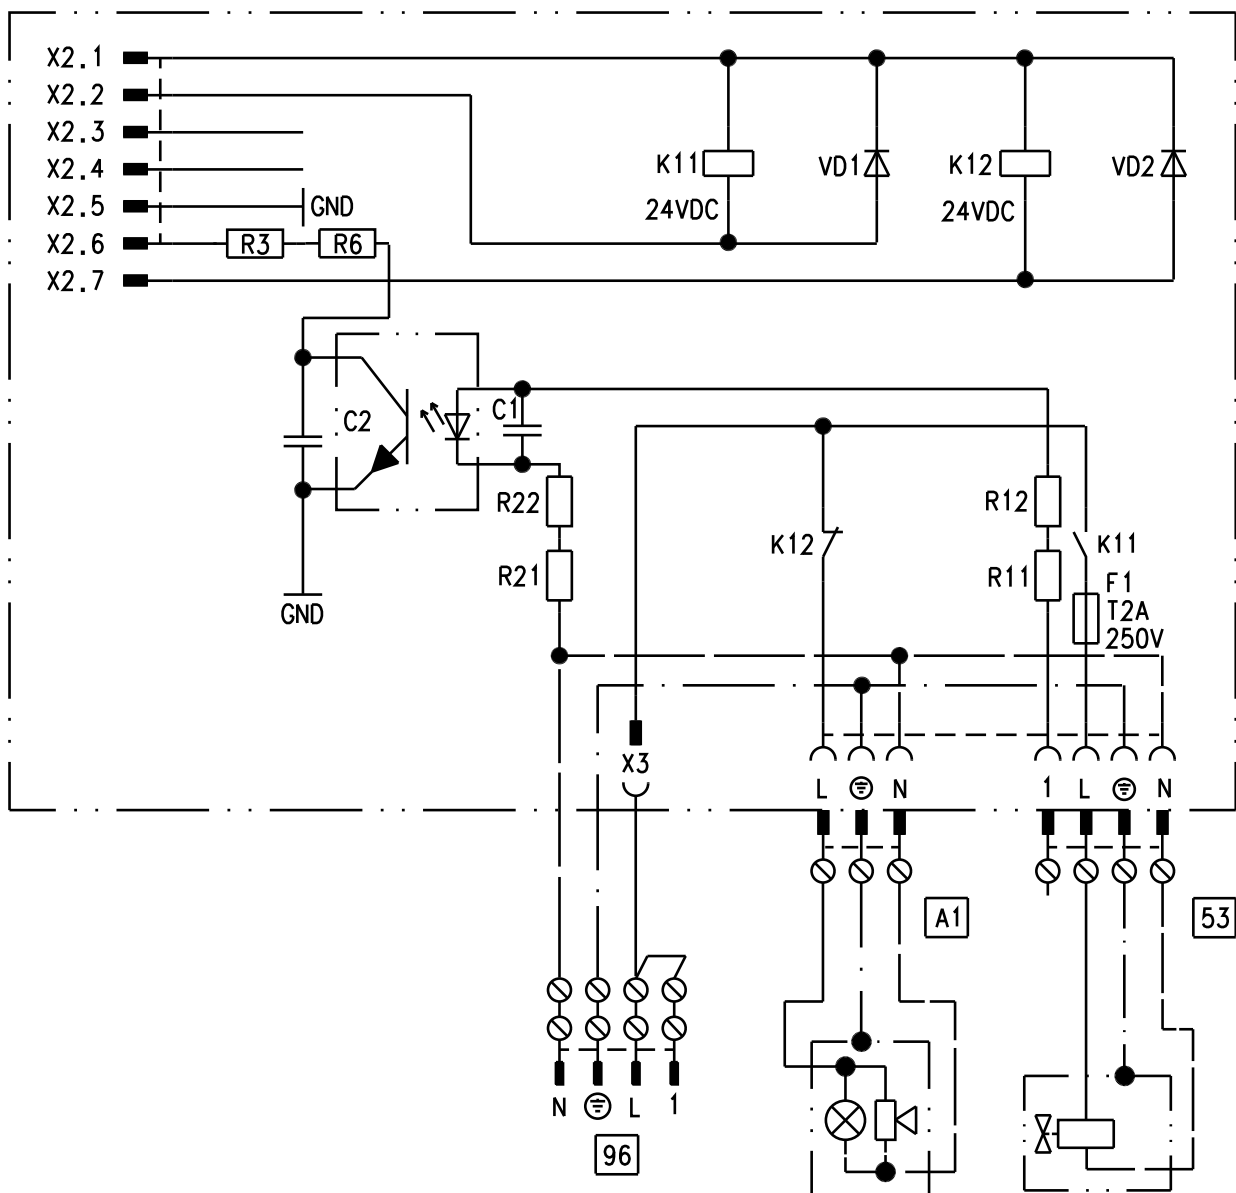 X2.1
X2.2
X2.3
X2.4
X2.5
X2.6
X2.7
K11
24VDC
VD1
K12
24VDC
VD2
GND
R3
R6
C2
C1
R22
R21
GND
K12
R12
R11
K11
F1
T2A
250V
X3
L
N
1
L
N
A1
53
N
L
1
96